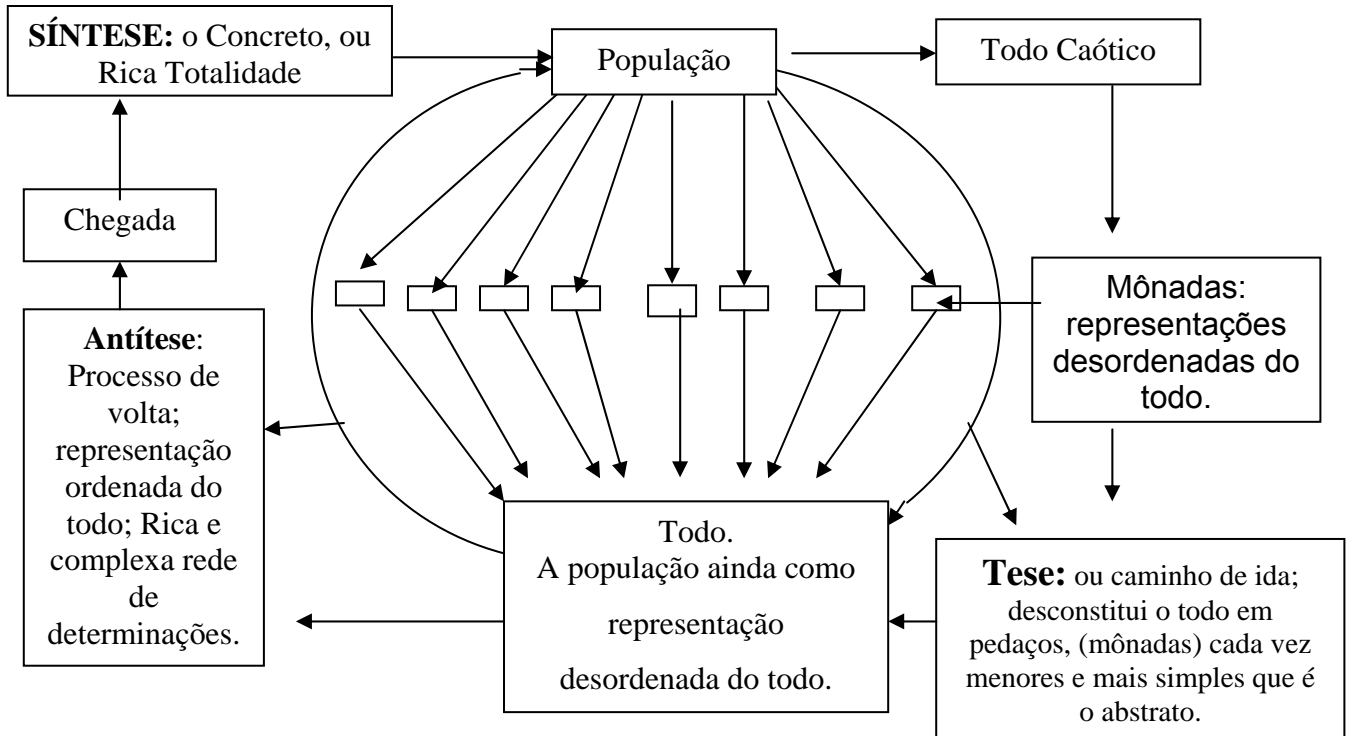 SÍNTESE: o Concreto, ou
Rica Totalidade
População
Todo Caótico
Chegada
Mônadas:
representações
desordenadas do
todo.
Antítese:
Processo de
volta;
representação
ordenada do
todo; Rica e
complexa rede
de
determinações.
Todo.
A população ainda como
representação
desordenada do todo.
Tese: ou caminho de ida;
desconstitui o todo em
pedaços, (mônadas) cada vez
menores e mais simples que é
o abstrato.